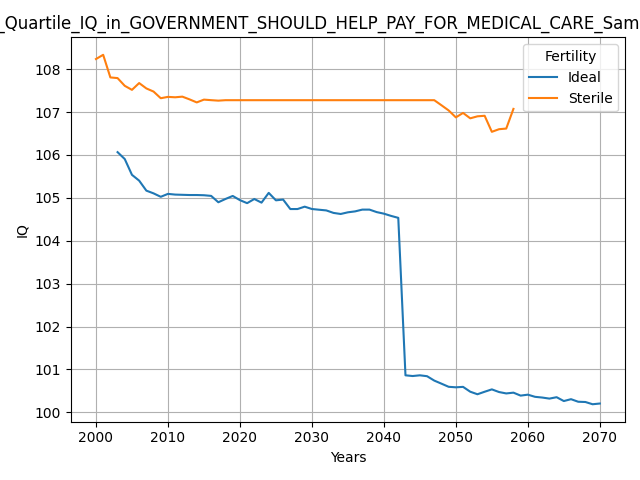 _Quartile_IQ_in_GOVERNMENT_SHOULD_HELP_PAY_FOR_MEDICAL_CARE_Sam
Fertility
Ideal
Sterile
108
107
106
105
104
103
102
101
100
IQ
2000 2010 2020 2030 2040 2050 2060 2070
Years